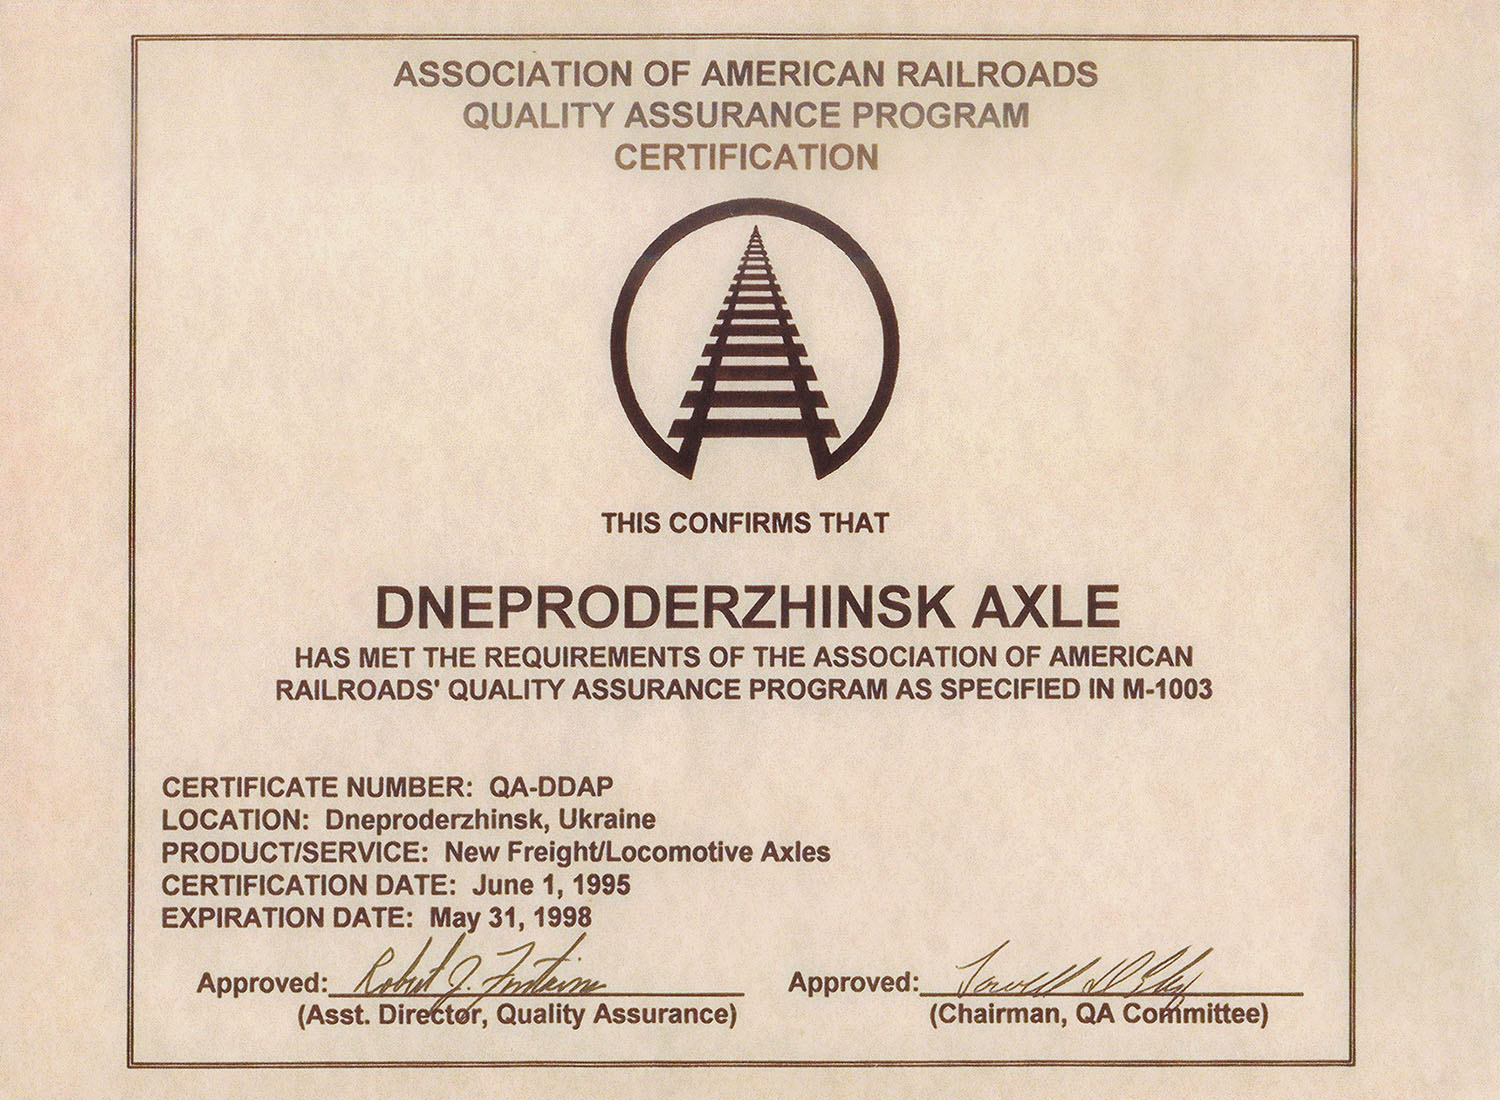 ASSOCIATION OF AMERICAN RAILROADS
QUALITY ASSURANCE PROGRAM
CERTIFICATION
THIS CONFIRMS THAT
DNEPRODERZHINSK AXLE
HAS MET THE REQUIREMENTS OF THE ASSOCIATION OF AMERICAN
RAILROADS' QUALITY ASSURANCE PROGRAM AS SPECIFIED IN M-1003
CERTIFICATE NUMBER: QA-DDAP
LOCATION: Dneproderzhinsk, Ukraine
PRODUCT/SERVICE: New Freight/Locomotive Axles
CERTIFICATION DATE: June 1, 1995
EXPIRATION DATE: May 31, 1998
Approved: Robert J. Approved:
(Asst. Director, Quality Assurance) (Chairman, QA Committee)